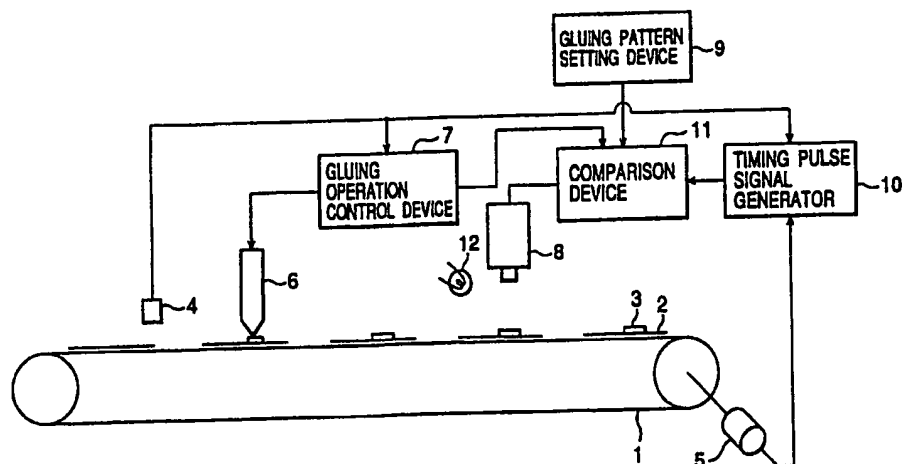 GLUING PATTERN
SETTING DEVICE
9
7
11
GLUING
OPERATION
CONTROL DEVICE
COMPARISON
DEVICE
TIMING PULSE
SIGNAL
GENERATOR
10
12
8
6
4
3
2
1
5